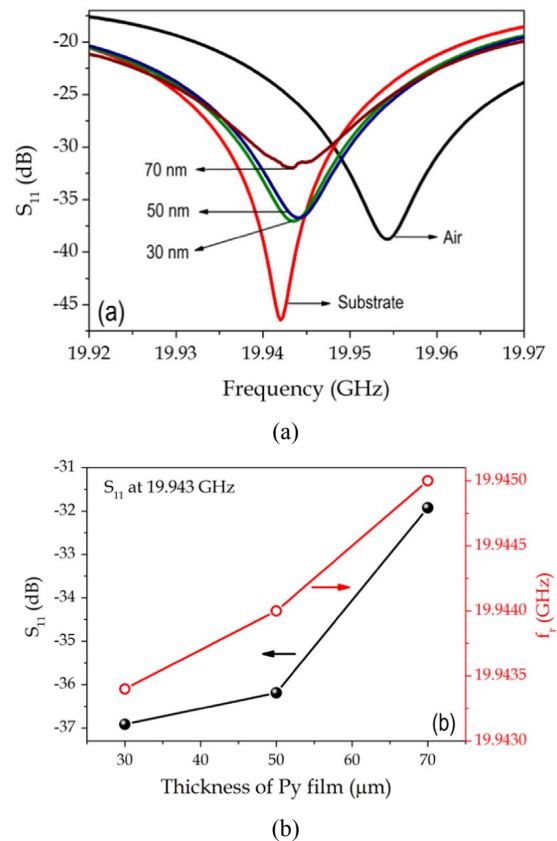 -17
-20
-25
-30
-35
-40
-45
S₁₁ (dB)
70 nm
50 nm
30 nm
Air
Substrate
(a)
19.92 19.93 19.94 19.95 19.96 19.97
Frequency (GHz)
(a)
-31
-32
-33
-34
-35
-36
-37
S₁₁ (dB)
S₁₁ at 19.943 GHz
19.9450
19.9445
19.9440
19.9435
19.9430
f_r (GHz)
(b)
30 40 50 60 70
Thickness of Py film (μm)
(b)